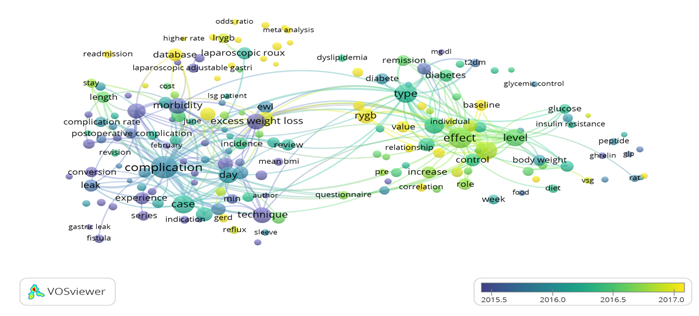 odds ratio
meta analysis
higher rate
lrygb
readmission
database
laparoscopic roux
laparoscopic adjustable gastri
dyslipidemia
remission
mg dl
t2dm
diabete
diabetes
glycemic control
stay
cost
length
lsg patient
type
morbidity
ewl
baseline
glucose
june
excess weight loss
rygb
complication rate
individual
insulin resistance
value
postoperative complication
effect
level
february
incidence
review
relationship
peptide
revision
ghrelin
glp
control
mean bmi
body weight
complication
conversion
day
pre
increase
rat
vsg
leak
role
correlation
diet
food
experience
min
author
questionnaire
week
case
series
indication
gerd
technique
gastric leak
reflux
sleeve
fistula
VOSviewer
2015.5 2016.0 2016.5 2017.0